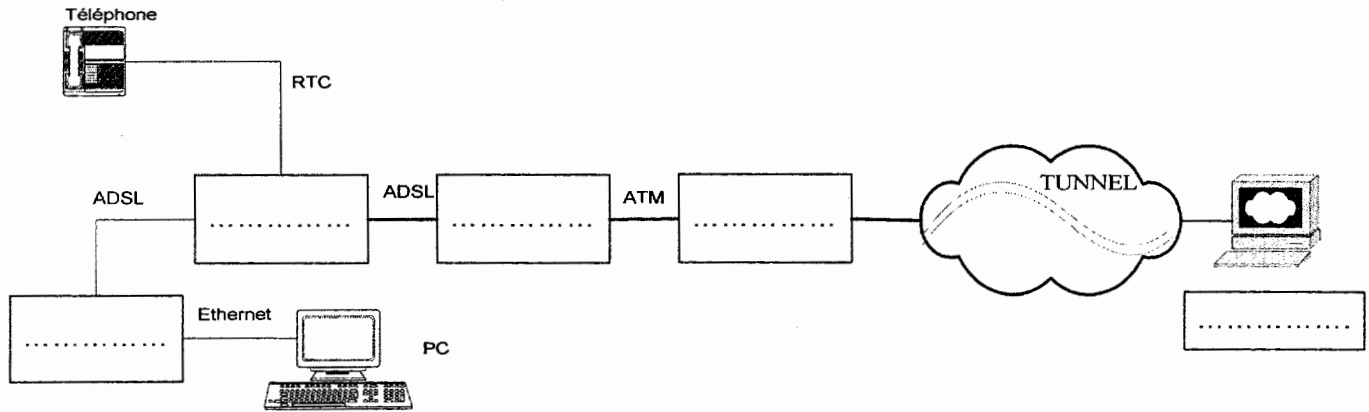 Téléphone
RTC
ADSL
ADSL
ATM
TUNNEL
..............
..............
..............
..............
Ethernet
PC
................